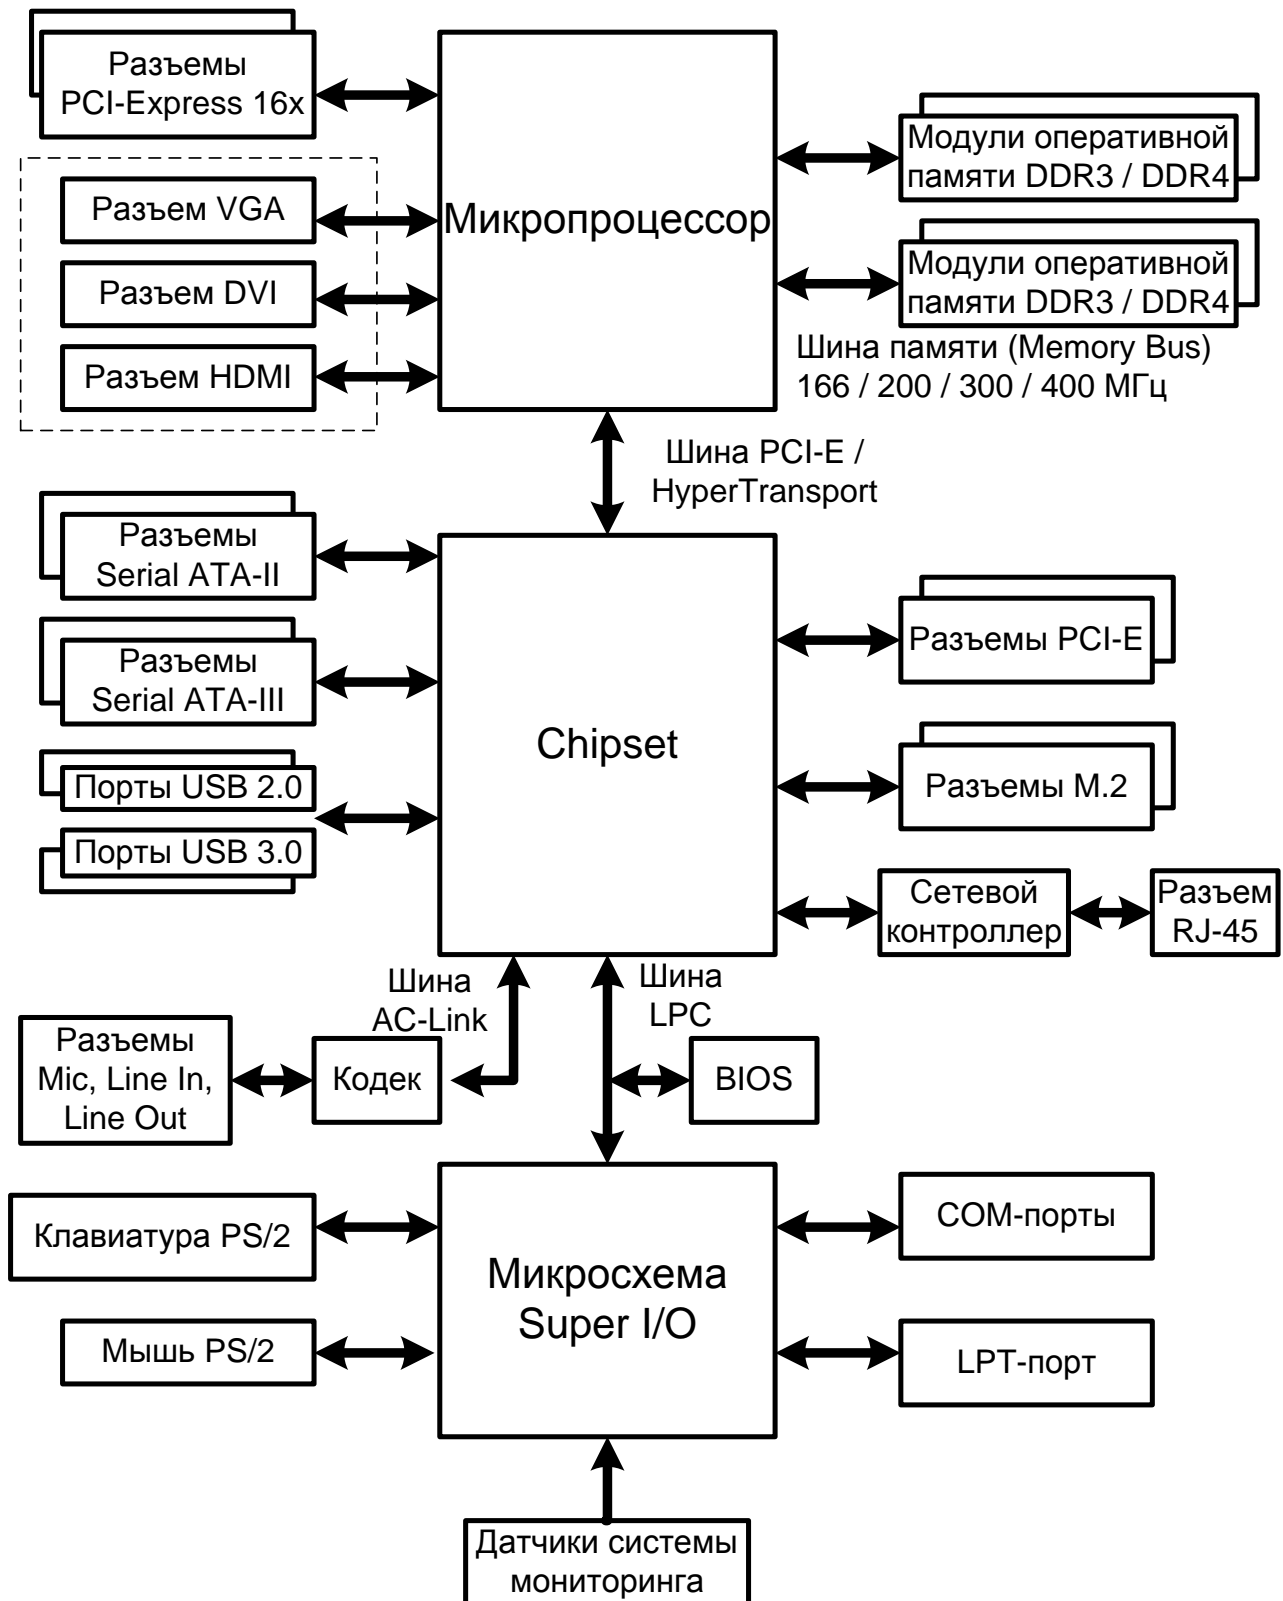 Разъемы
PCI-Express 16x
Модули оперативной
памяти DDR3 / DDR4
Разъем VGA
Микропроцессор
Модули оперативной
памяти DDR3 / DDR4
Разъем DVI
Разъем HDMI
Шина памяти (Memory Bus)
166 / 200 / 300 / 400 МГц
Шина PCI-E /
HyperTransport
Разъемы
Serial ATA-II
Разъемы PCI-E
Разъемы
Serial ATA-III
Chipset
Порты USB 2.0
Разъемы M.2
Порты USB 3.0
Сетевой
контроллер
Разъем
RJ-45
Шина
AC-Link
Шина
LPC
Разъемы
Mic, Line In,
Line Out
Кодек
BIOS
Клавиатура PS/2
COM-порты
Микросхема
Super I/O
Мышь PS/2
LPT-порт
Датчики системы
мониторинга